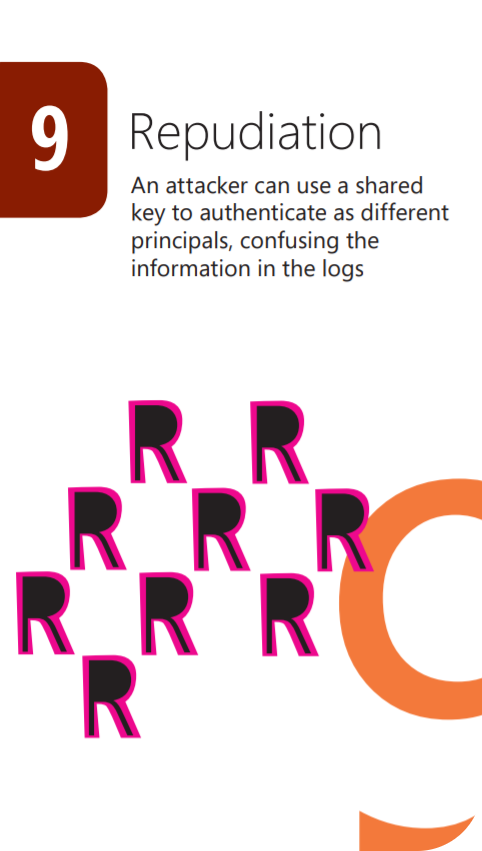 9
Repudiation
An attacker can use a shared
key to authenticate as different
principals, confusing the
information in the logs
R R
R R R
R R R
R